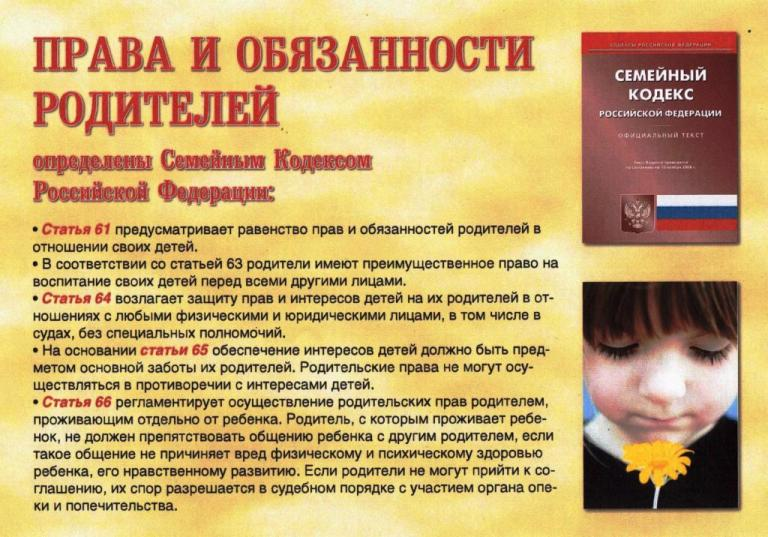 ПРАВА И ОБЯЗАННОСТИ
РОДИТЕЛЕЙ
определены Семейным Кодексом
Российской Федерации:
• Статья 61 предусматривает равенство прав и обязанностей родителей в
отношении своих детей.
• В соответствии со статьей 63 родители имеют преимущественное право на
воспитание своих детей перед всеми другими лицами.
• Статья 64 возлагает защиту прав и интересов детей на их родителей в от-
ношениях с любыми физическими и юридическими лицами, в том числе в
судах, без специальных полномочий.
• На основании статьи 65 обеспечение интересов детей должно быть пред-
метом основной заботы их родителей. Родительские права не могут осу-
ществляться в противоречии с интересами детей.
• Статья 66 регламентирует осуществление родительских прав родителем,
проживающим отдельно от ребенка. Родитель, с которым проживает ребе-
нок, не должен препятствовать общению ребенка с другим родителем, если
такое общение не причиняет вред физическому и психическому здоровью
ребенка, его нравственному развитию. Если родители не могут прийти к со-
глашению, их спор разрешается в судебном порядке с участием органа опе-
ки и попечительства.
КОДЕКСЫ РОССИЙСКОЙ ФЕДЕРАЦИИ
СЕМЕЙНЫЙ
КОДЕКС
РОССИЙСКОЙ ФЕДЕРАЦИИ
ОФИЦИАЛЬНЫЙ ТЕКСТ